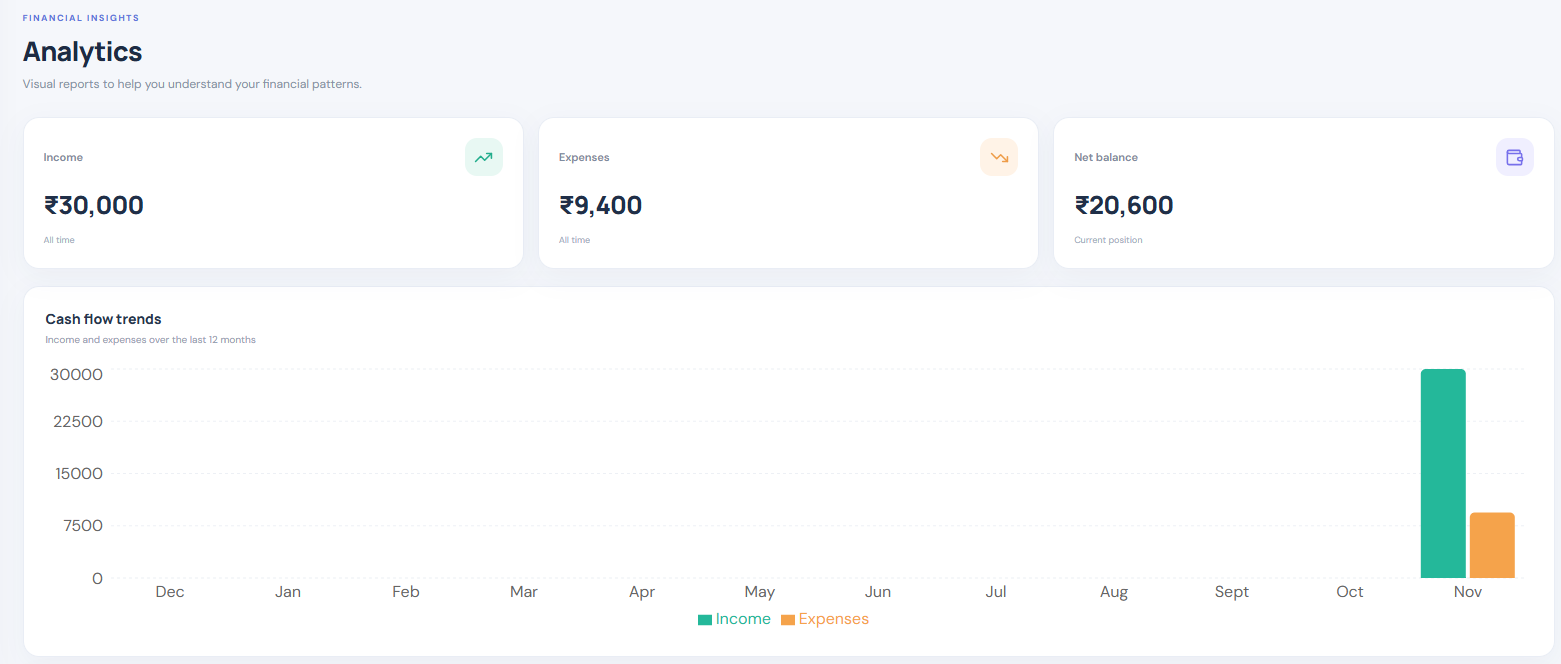 FINANCIAL INSIGHTS
Analytics
Visual reports to help you understand your financial patterns.
Income
₹30,000
All time
Expenses
₹9,400
All time
Net balance
₹20,600
Current position
Cash flow trends
Income and expenses over the last 12 months
30000
22500
15000
7500
0
Dec Jan Feb Mar Apr May Jun Jul Aug Sept Oct Nov
Income Expenses